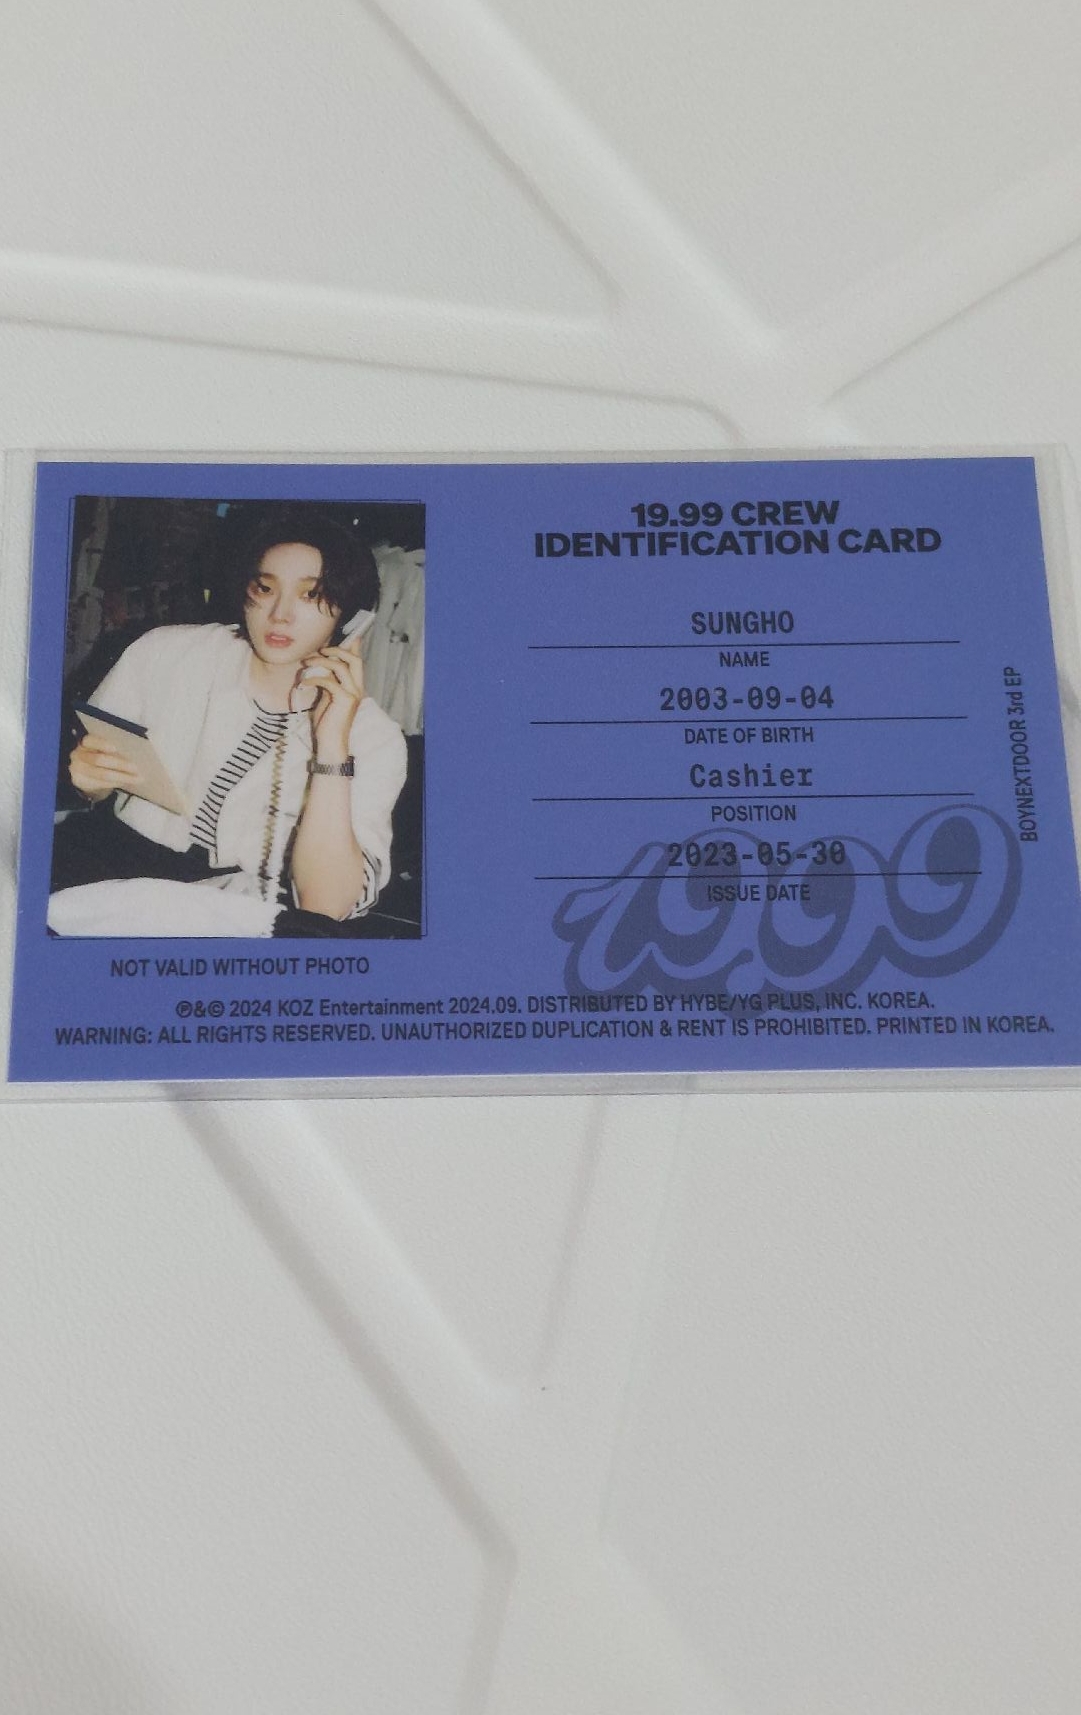 19.99 CREW
IDENTIFICATION CARD
SUNGHO
NAME
2003-09-04
DATE OF BIRTH
Cashier
POSITION
2023-05-30
ISSUE DATE
19.99
BOYNEXTDOOR 3rd EP
NOT VALID WITHOUT PHOTO
℗&© 2024 KOZ Entertainment 2024.09. DISTRIBUTED BY HYBE/YG PLUS, INC. KOREA.
WARNING: ALL RIGHTS RESERVED. UNAUTHORIZED DUPLICATION & RENT IS PROHIBITED. PRINTED IN KOREA.